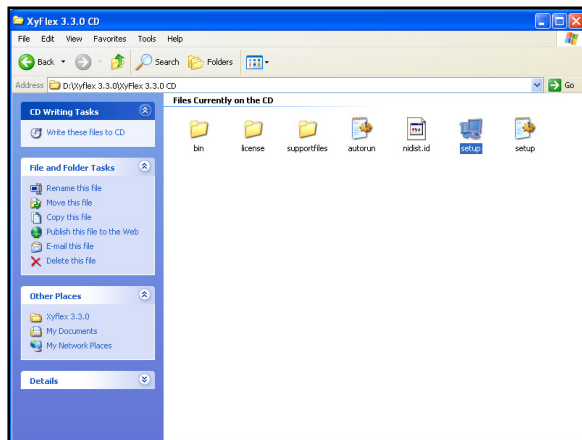 XyFlex 3.3.0 CD
File Edit View Favorites Tools Help
Back Search Folders
Address D:\Xyflex 3.3.0\XyFlex 3.3.0 CD Go
Files Currently on the CD
CD Writing Tasks
Write these files to CD
bin license supportfiles autorun nidist.id setup setup
File and Folder Tasks
Rename this file
Move this file
Copy this file
Publish this file to the Web
E-mail this file
Delete this file
Other Places
Xyflex 3.3.0
My Documents
My Network Places
Details